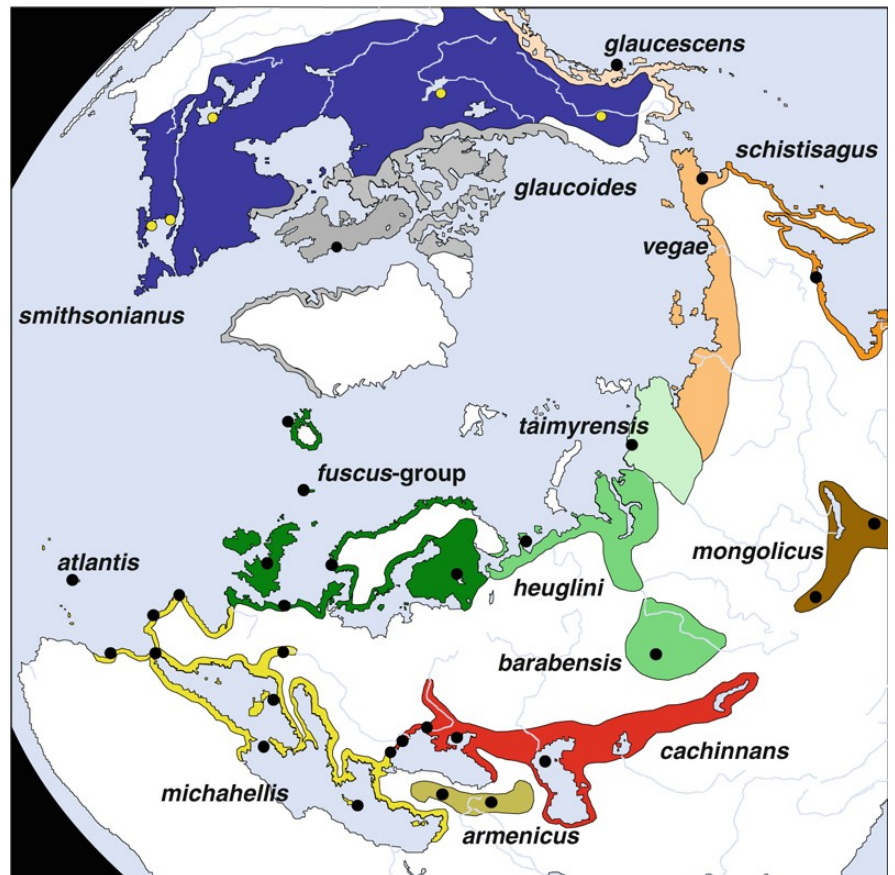 glaucescens
schistisagus
glaucoides
vegae
smithsonianus
taimyrensis
fuscus-group
atlantis
mongolicus
heuglini
barabensis
cachinnans
michahellis
armenicus